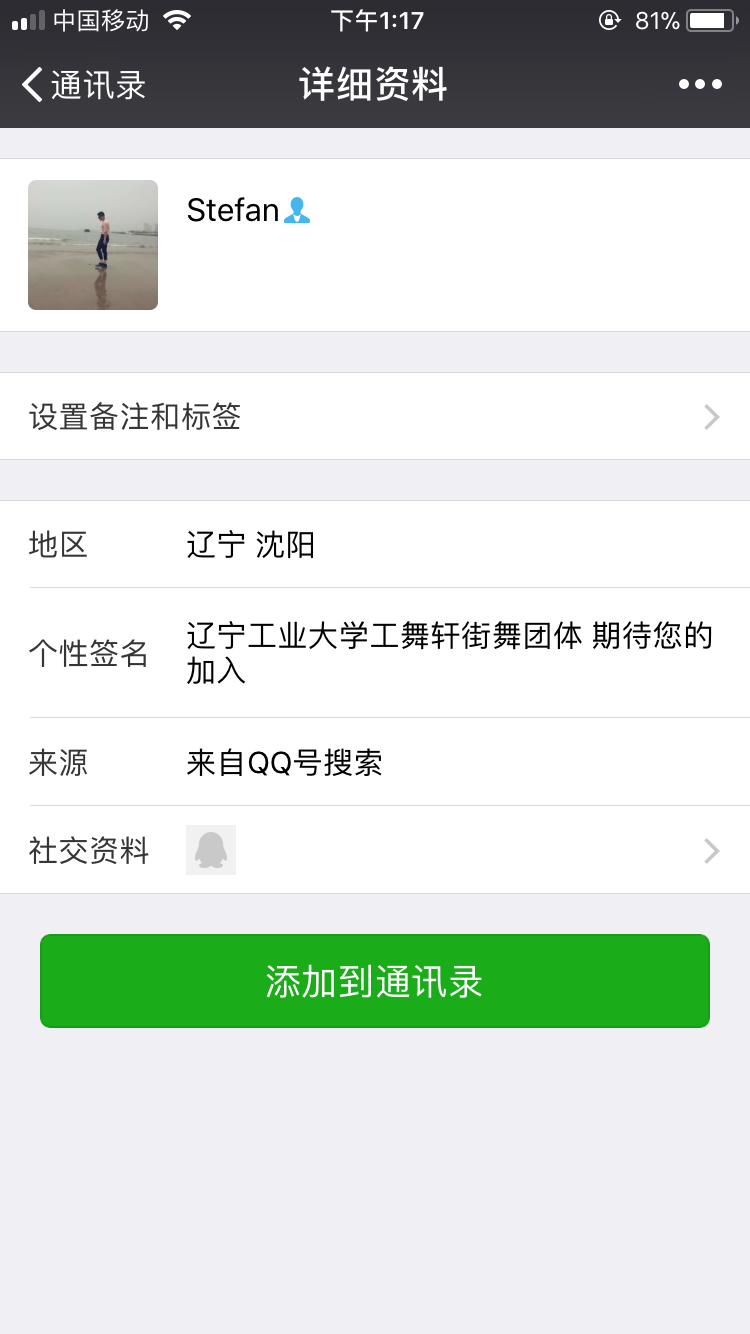 中国移动 下午1:17 81%
通讯录 详细资料
Stefan
设置备注和标签
地区 辽宁 沈阳
个性签名 辽宁工业大学工舞轩街舞团体 期待您的
加入
来源 来自QQ号搜索
社交资料
添加到通讯录